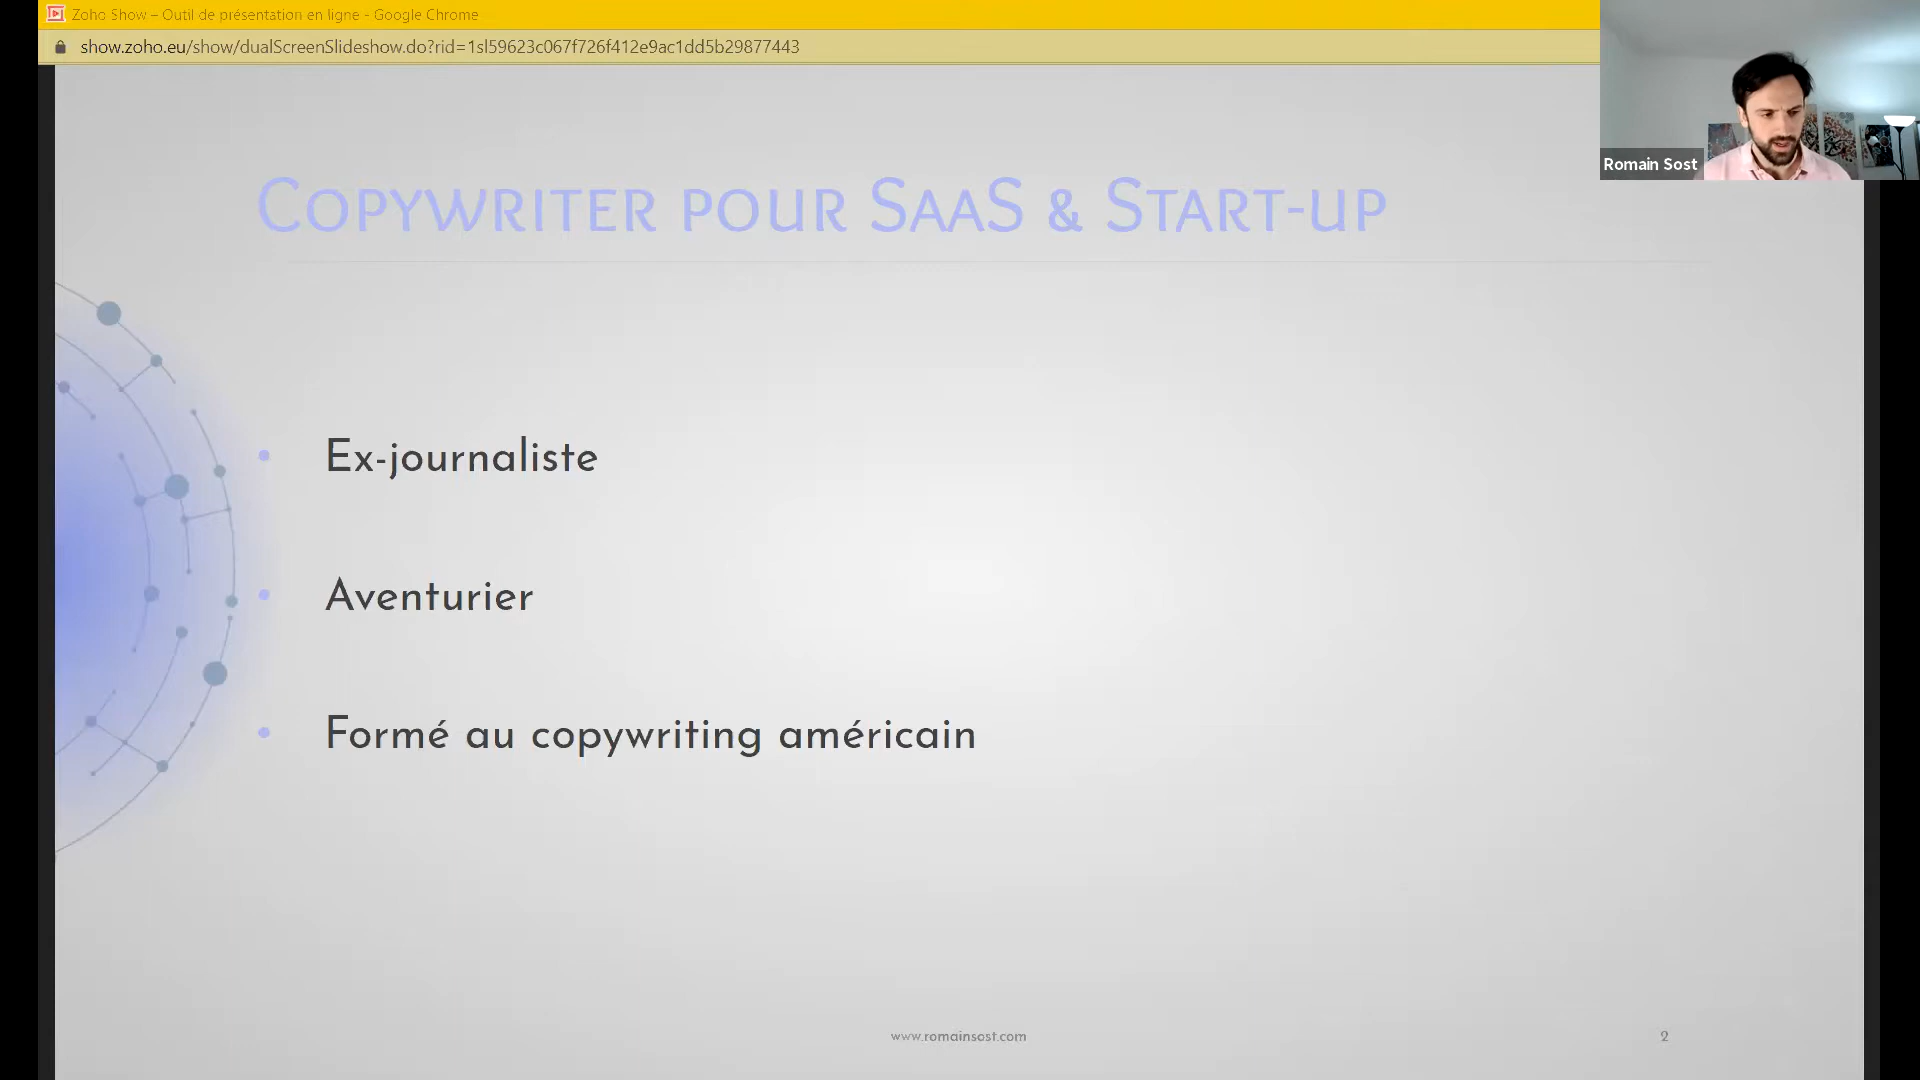 Zoho Show – Outil de présentation en ligne - Google Chrome
show.zoho.eu/show/dualScreenSlideshow.do?rid=1sl59623c067f726f412e9ac1dd5b29877443
Romain Sost
Copywriter pour SaaS & Start-up
• Ex-journaliste
• Aventurier
• Formé au copywriting américain
www.romainsost.com
2